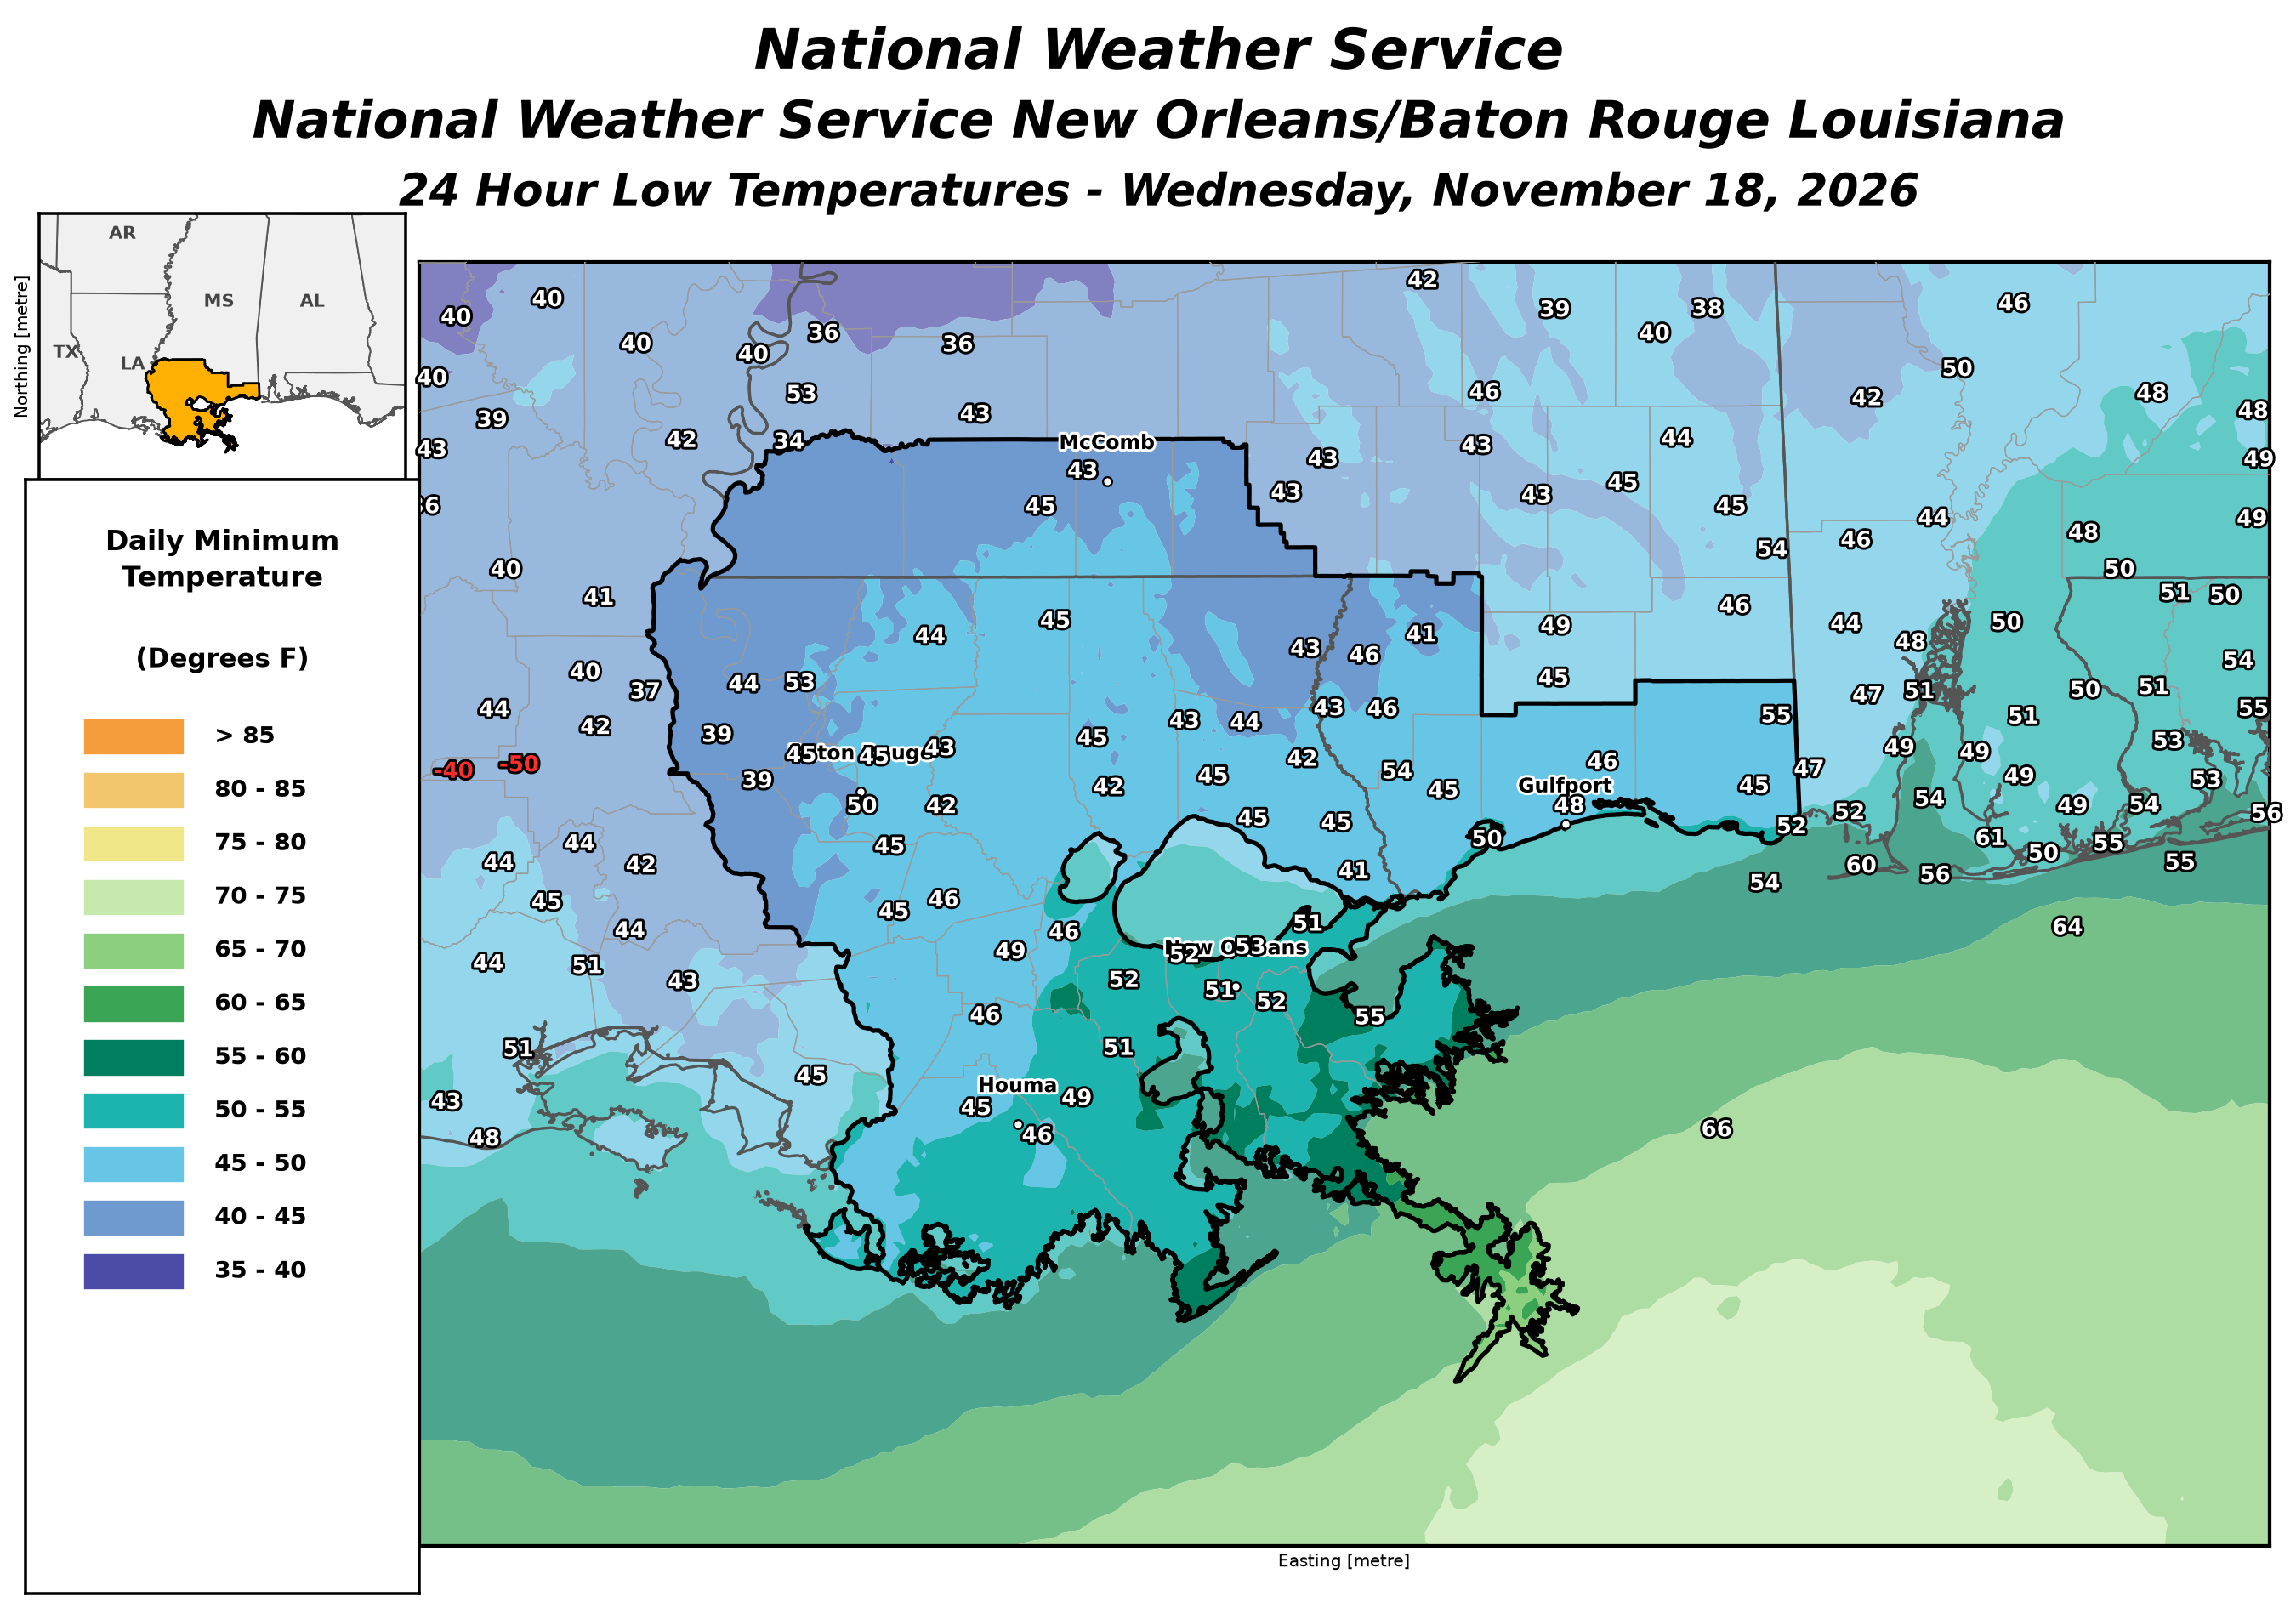 National Weather Service
National Weather Service New Orleans/Baton Rouge Louisiana
24 Hour Low Temperatures - Wednesday, November 18, 2026
AR
MS
AL
TX
LA
Northing [metre]
Daily Minimum
Temperature
(Degrees F)
> 85
80 - 85
75 - 80
70 - 75
65 - 70
60 - 65
55 - 60
50 - 55
45 - 50
40 - 45
35 - 40
42
40 39 38 46
40 36 40
40 40 36
50
40 53 46 42 48
39 43 48
43 42 34 McComb 43 43 44 49
43 43 43 45
45 45 44 49
46 48
54
40 50
41 51 50
45 46
44 41 49 44 50
43 46 48
40 54
37 44 53 45 47 51 50 51
44 43 46 55 51 55
42 39 43 44
45 53
45 45 43 49 49
-40 -50 42 46 47
39 45 54 49 53
42 45 45 Gulfport
50 42 48 54 49 54
45 45 52 52 56
44 45 50 61 55
44 42 41 60 50 55
45 46 54 56
45
44 46 51 64
49 New Orleans 52 53
44 51 43 52
51 52
46 55
51 51
45
Houma
43 45 49
48 46 66
Easting [metre]